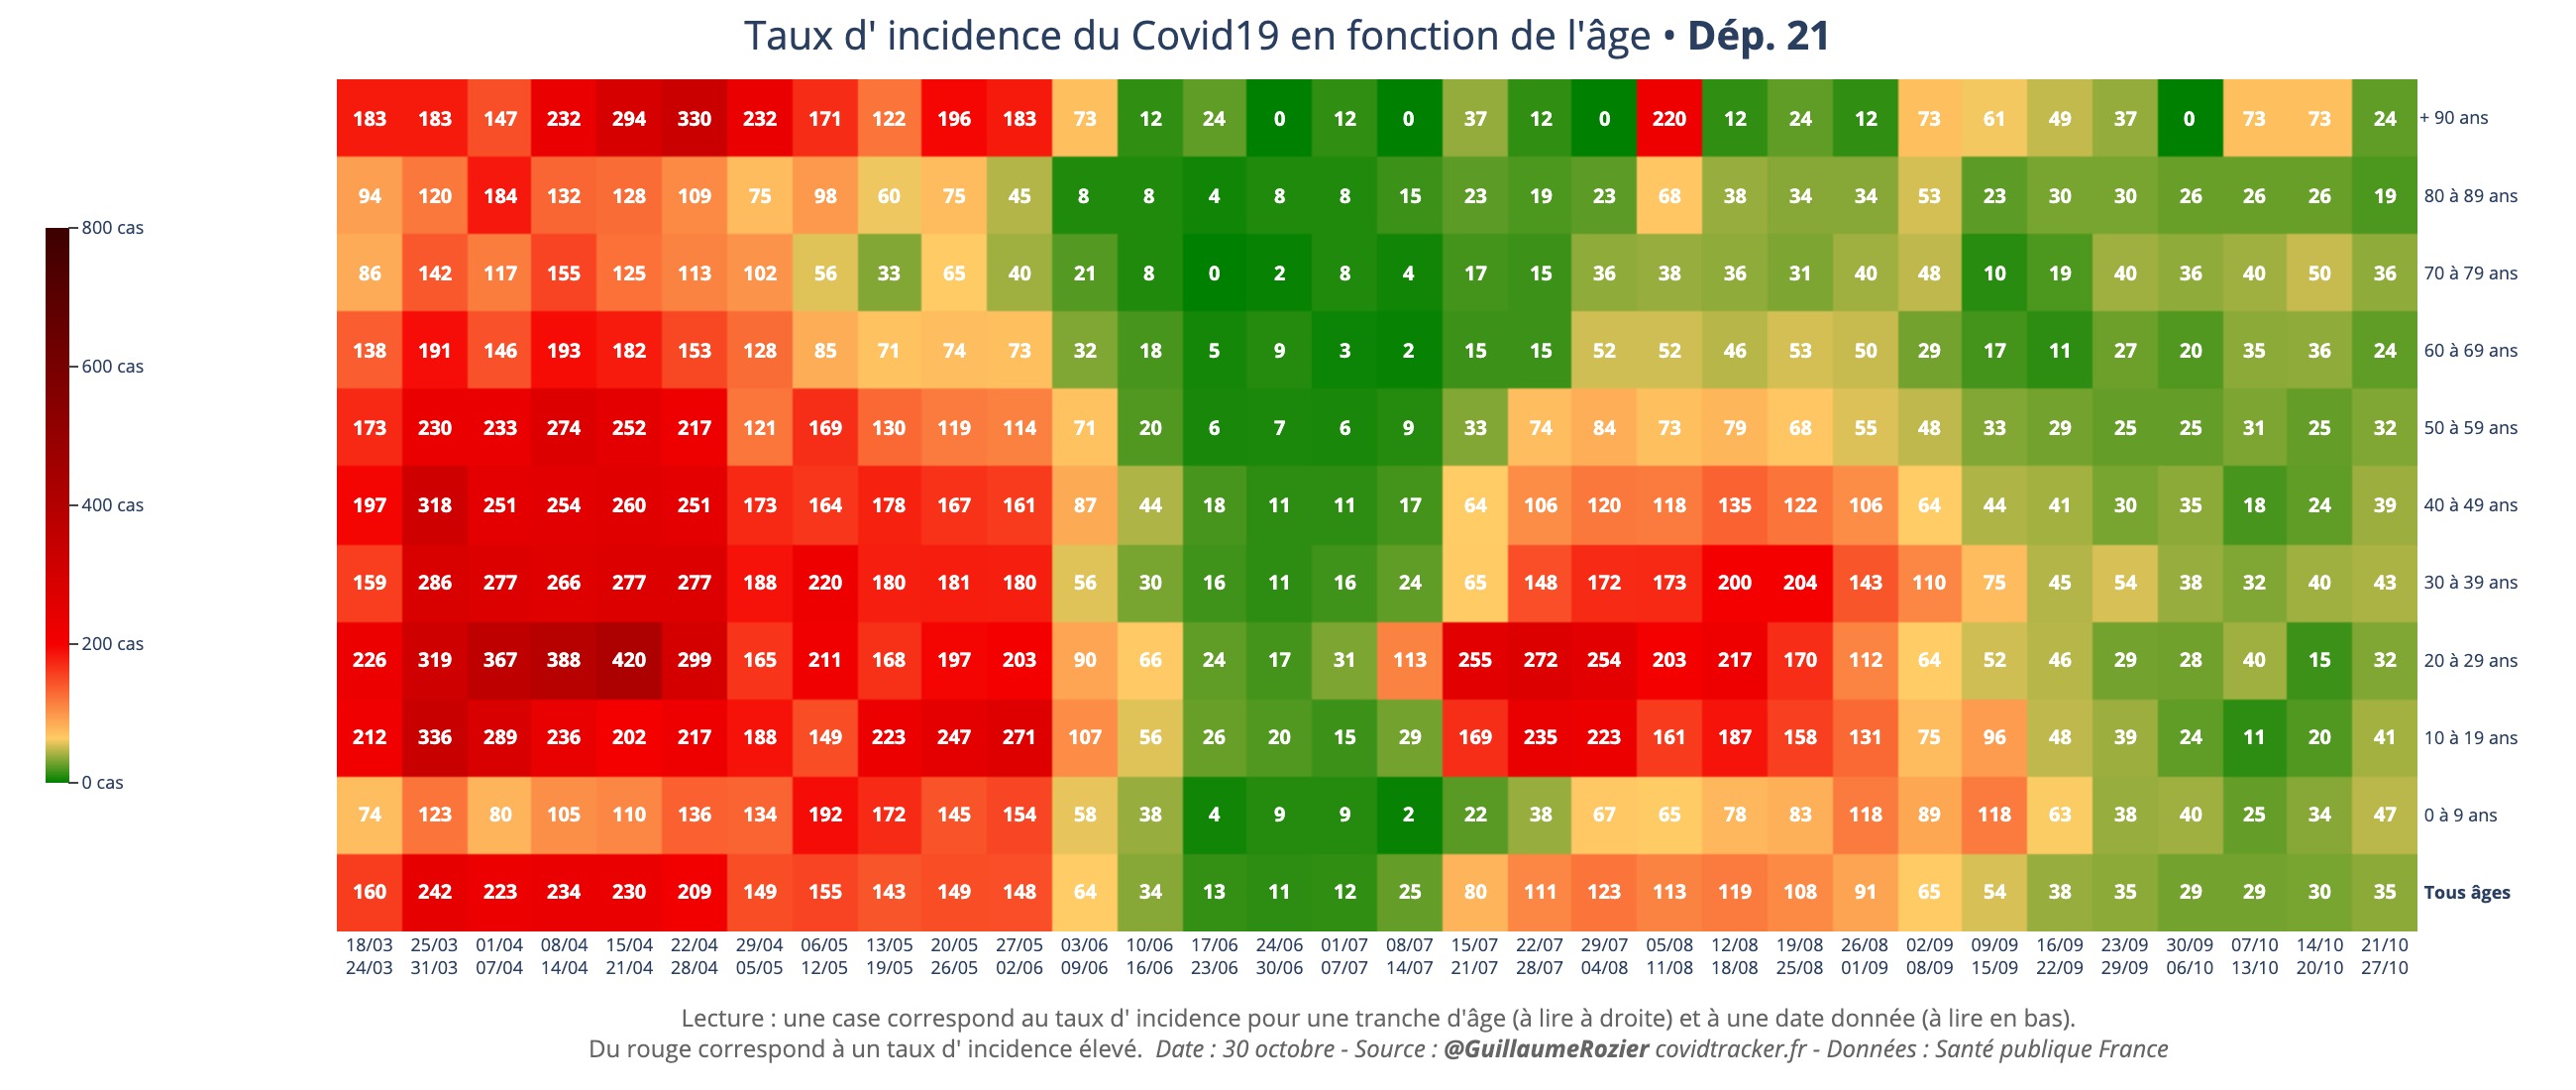 Taux d' incidence du Covid19 en fonction de l'âge • Dép. 21
800 cas
600 cas
400 cas
200 cas
0 cas
183 183 147 232 294 330 232 171 122 196 183 73 12 24 0 12 0 37 12 0 220 12 24 12 73 61 49 37 0 73 73 24 + 90 ans
94 120 184 132 128 109 75 98 60 75 45 8 8 4 8 8 15 23 19 23 68 38 34 34 53 23 30 30 26 26 26 19 80 à 89 ans
86 142 117 155 125 113 102 56 33 65 40 21 8 0 2 8 4 17 15 36 38 36 31 40 48 10 19 40 36 40 50 36 70 à 79 ans
138 191 146 193 182 153 128 85 71 74 73 32 18 5 9 3 2 15 15 52 52 46 53 50 29 17 11 27 20 35 36 24 60 à 69 ans
173 230 233 274 252 217 121 169 130 119 114 71 20 6 7 6 9 33 74 84 73 79 68 55 48 33 29 25 25 31 25 32 50 à 59 ans
197 318 251 254 260 251 173 164 178 167 161 87 44 18 11 11 17 64 106 120 118 135 122 106 64 44 41 30 35 18 24 39 40 à 49 ans
159 286 277 266 277 277 188 220 180 181 180 56 30 16 11 16 24 65 148 172 173 200 204 143 110 75 45 54 38 32 40 43 30 à 39 ans
226 319 367 388 420 299 165 211 168 197 203 90 66 24 17 31 113 255 272 254 203 217 170 112 64 52 46 29 28 40 15 32 20 à 29 ans
212 336 289 236 202 217 188 149 223 247 271 107 56 26 20 15 29 169 235 223 161 187 158 131 75 96 48 39 24 11 20 41 10 à 19 ans
74 123 80 105 110 136 134 192 172 145 154 58 38 4 9 9 2 22 38 67 65 78 83 118 89 118 63 38 40 25 34 47 0 à 9 ans
160 242 223 234 230 209 149 155 143 149 148 64 34 13 11 12 25 80 111 123 113 119 108 91 65 54 38 35 29 29 30 35 Tous âges
18/03 25/03 01/04 08/04 15/04 22/04 29/04 06/05 13/05 20/05 27/05 03/06 10/06 17/06 24/06 01/07 08/07 15/07 22/07 29/07 05/08 12/08 19/08 26/08 02/09 09/09 16/09 23/09 30/09 07/10 14/10 21/10
24/03 31/03 07/04 14/04 21/04 28/04 05/05 12/05 19/05 26/05 02/06 09/06 16/06 23/06 30/06 07/07 14/07 21/07 28/07 04/08 11/08 18/08 25/08 01/09 08/09 15/09 22/09 29/09 06/10 13/10 20/10 27/10
Lecture : une case correspond au taux d' incidence pour une tranche d'âge (à lire à droite) et à une date donnée (à lire en bas).
Du rouge correspond à un taux d' incidence élevé. Date : 30 octobre - Source : @GuillaumeRozier covidtracker.fr - Données : Santé publique France